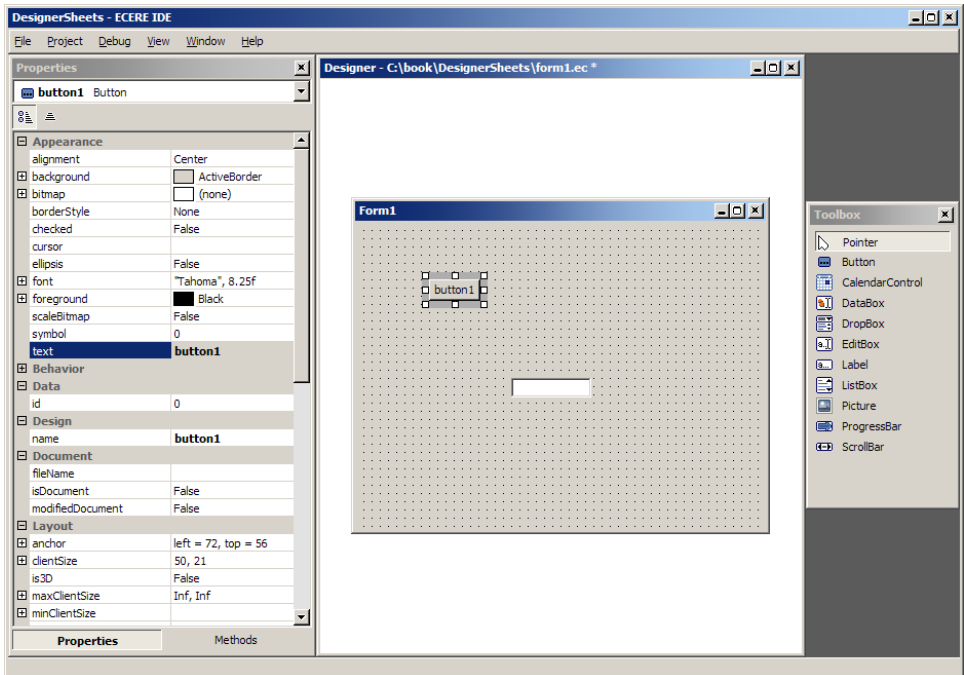 DesignerSheets - ECERE IDE
File Project Debug View Window Help
Properties
button1 Button
Appearance
alignment Center
background ActiveBorder
bitmap (none)
borderStyle None
checked False
cursor
ellipsis False
font "Tahoma", 8.25f
foreground Black
scaleBitmap False
symbol 0
text button1
Behavior
Data
id 0
Design
name button1
Document
fileName
isDocument False
modifiedDocument False
Layout
anchor left = 72, top = 56
clientSize 50, 21
is3D False
maxClientSize Inf, Inf
minClientSize
Properties Methods
Designer - C:\book\DesignerSheets\form1.ec *
Form1
button1
Toolbox
Pointer
Button
CalendarControl
DataBox
DropBox
EditBox
Label
ListBox
Picture
ProgressBar
ScrollBar